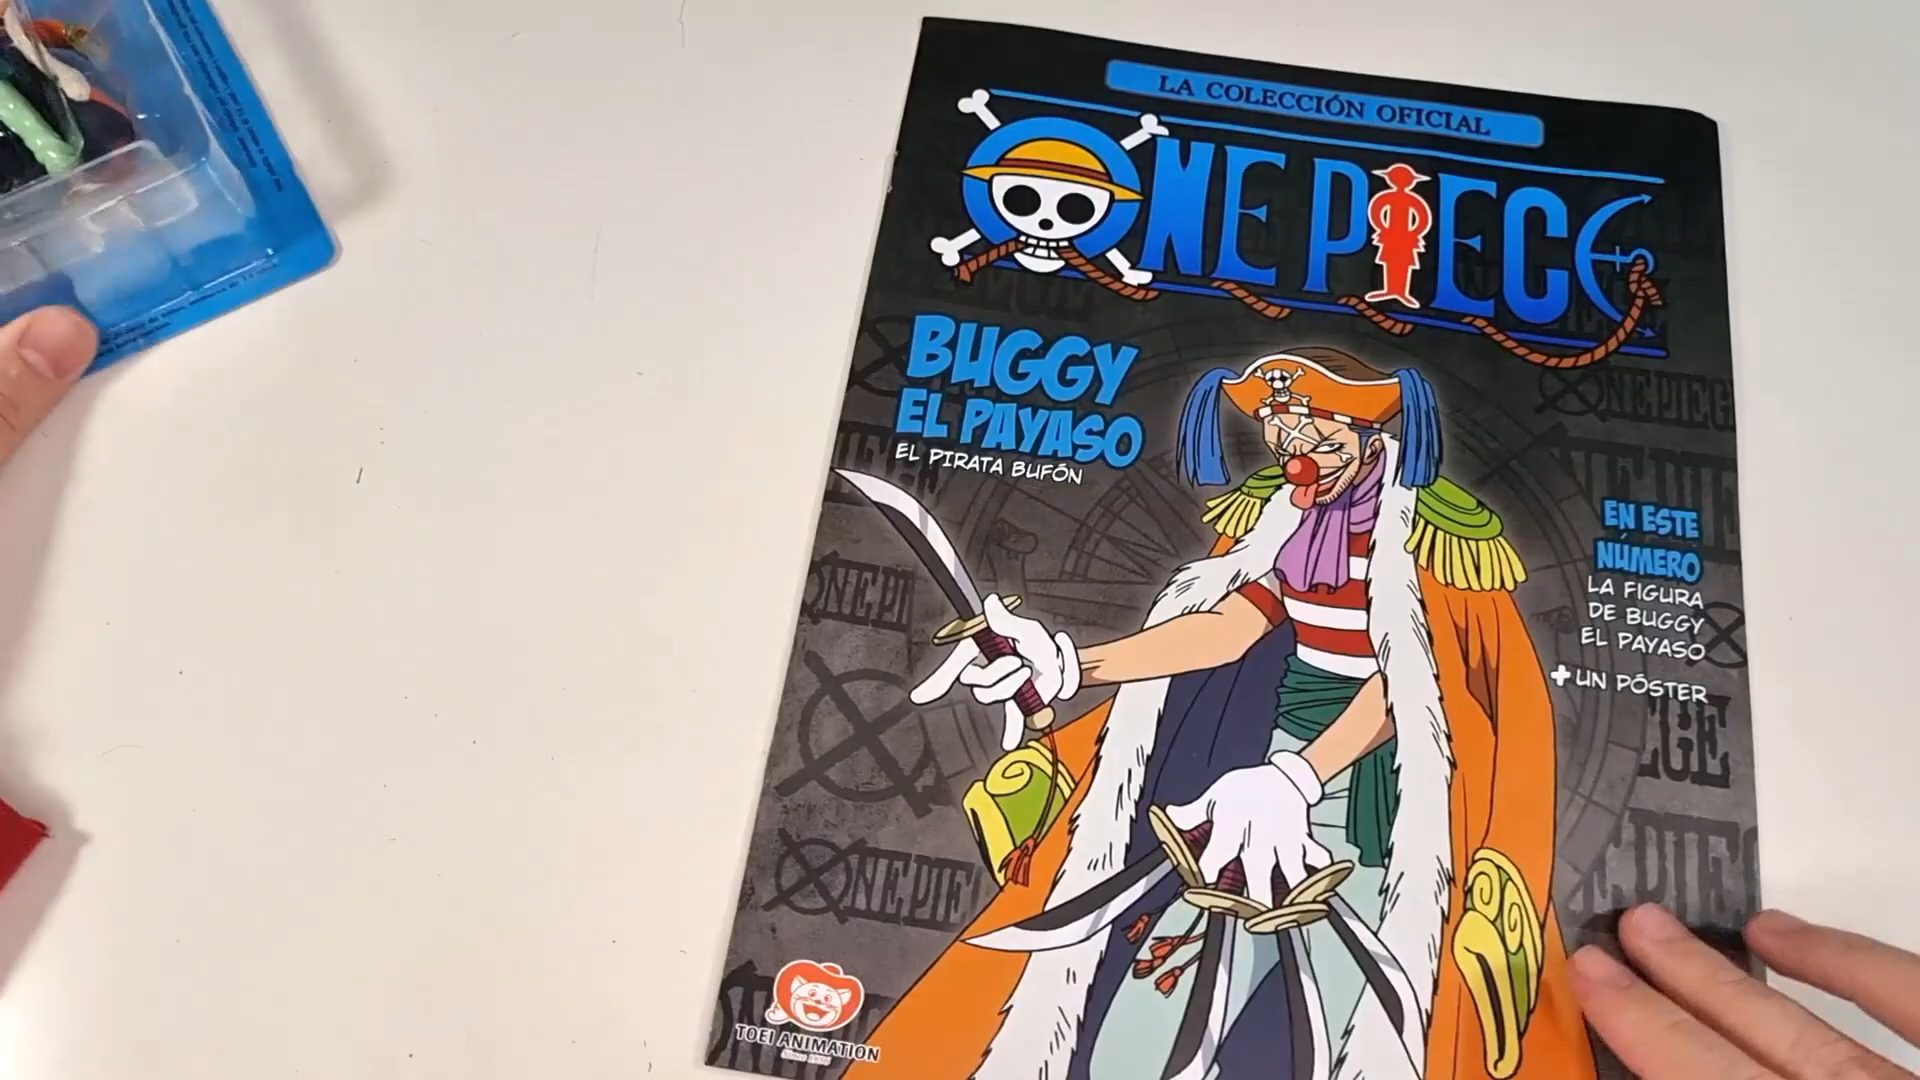 LA COLECCIÓN OFICIAL
ONE PIECE
BUGGY
EL PAYASO
EL PIRATA BUFÓN
EN ESTE
NÚMERO
LA FIGURA
DE BUGGY
EL PAYASO
+ UN PÓSTER
TOEI ANIMATION